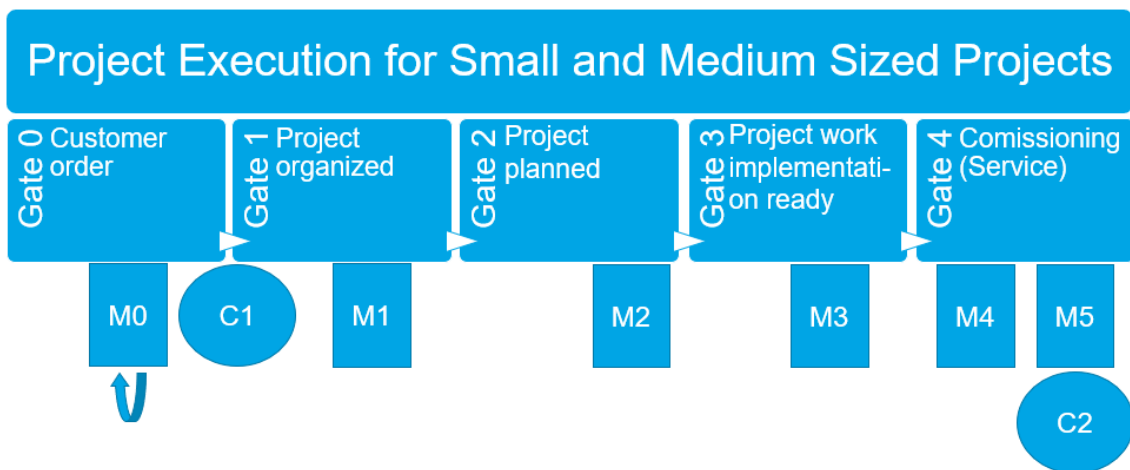 Project Execution for Small and Medium Sized Projects
Gate 0
Customer
order
Gate 1
Project
organized
Gate 2
Project
planned
Gate 3
Project work
implementati-
on ready
Gate 4
Comissioning
(Service)
M0
C1
M1
M2
M3
M4
M5
C2